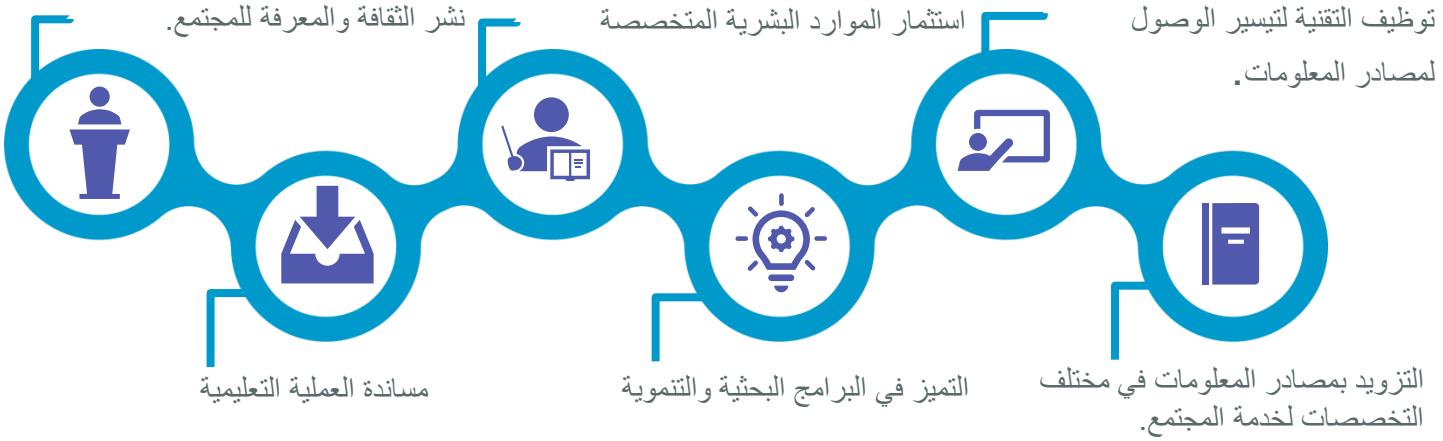 توظيف التقنية لتيسير الوصول
لمصادر المعلومات.
استثمار الموارد البشرية المتخصصة
نشر الثقافة والمعرفة للمجتمع.
التزويد بمصادر المعلومات في مختلف
التخصصات لخدمة المجتمع.
التميز في البرامج البحثية والتنموية
مساندة العملية التعليمية